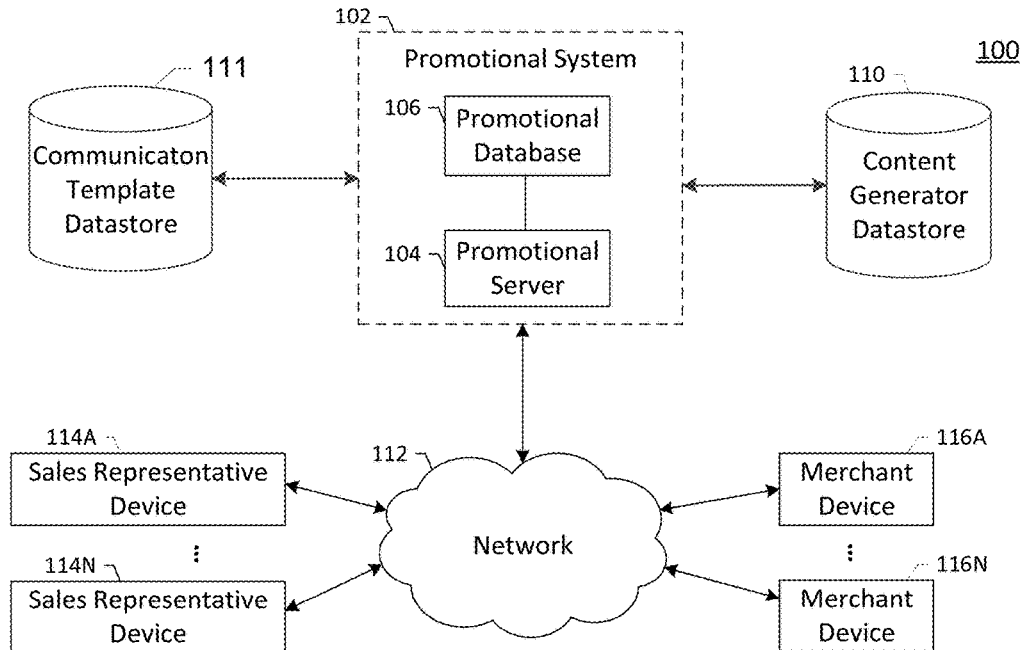 102
Promotional System
100
111
Communicaton
Template
Datastore
106
Promotional
Database
104
Promotional
Server
110
Content
Generator
Datastore
114A
Sales Representative
Device
...
114N
Sales Representative
Device
112
Network
116A
Merchant
Device
...
116N
Merchant
Device